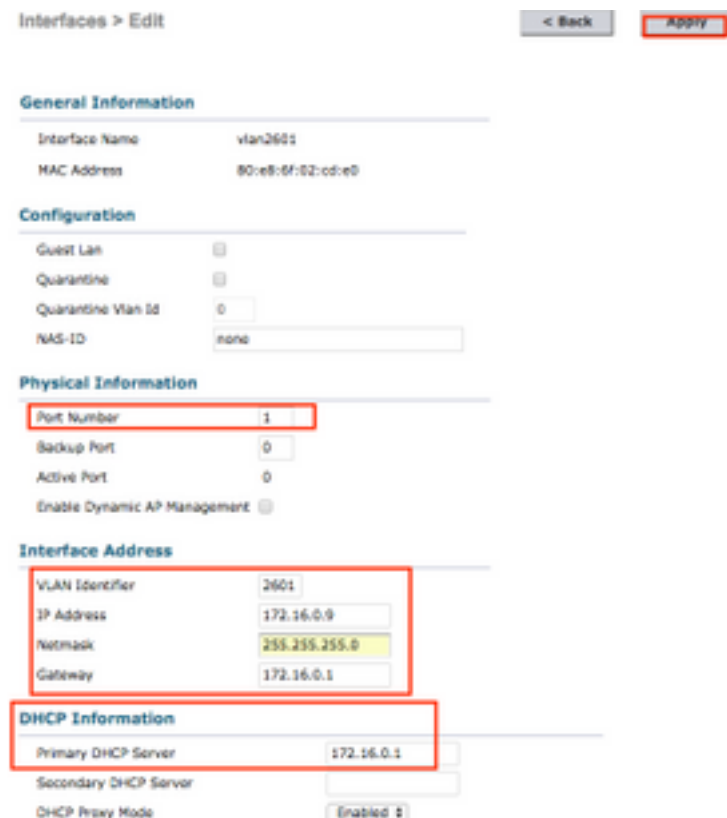 Interfaces > Edit
< Back
Apply
General Information
Interface Name vlan2601
MAC Address 80:e8:6f:02:cd:e0
Configuration
Guest Lan
Quarantine
Quarantine Vlan Id 0
NAS-ID none
Physical Information
Port Number 1
Backup Port 0
Active Port 0
Enable Dynamic AP Management
Interface Address
VLAN Identifier 2601
IP Address 172.16.0.9
Netmask 255.255.255.0
Gateway 172.16.0.1
DHCP Information
Primary DHCP Server 172.16.0.1
Secondary DHCP Server
DHCP Proxy Mode Enabled